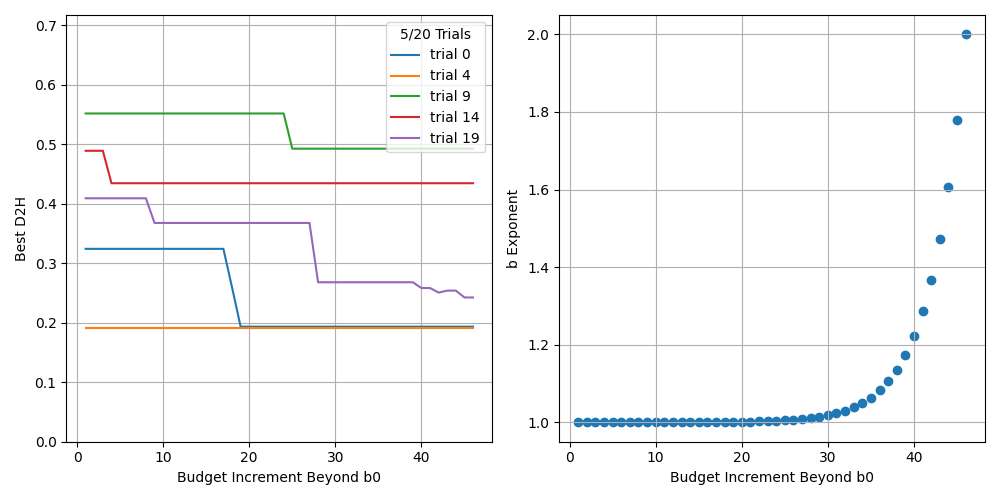 0.7
0.6
0.5
0.4
0.3
0.2
0.1
0.0
Best D2H
0 10 20 30 40
Budget Increment Beyond b0
5/20 Trials
trial 0
trial 4
trial 9
trial 14
trial 19
2.0
1.8
1.6
1.4
1.2
1.0
b Exponent
0 10 20 30 40
Budget Increment Beyond b0